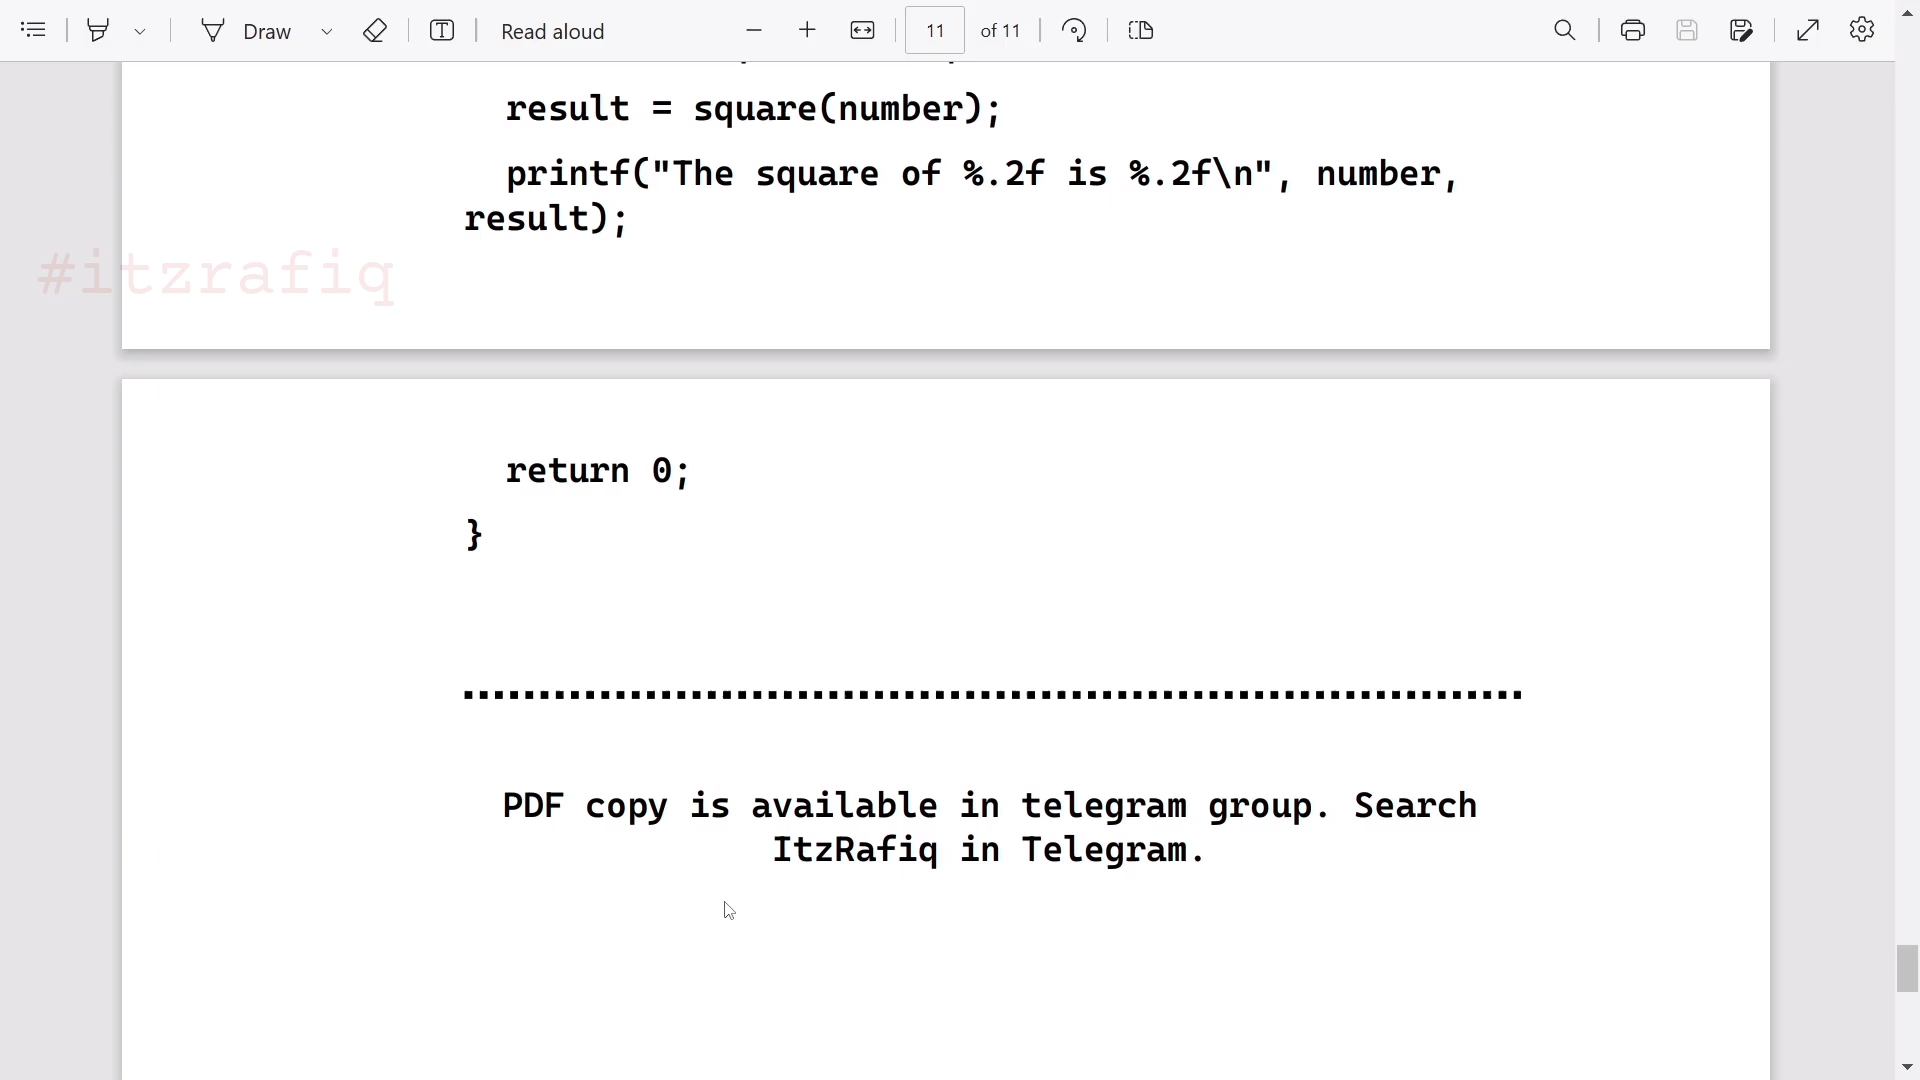 Draw
Read aloud
11 of 11
result = square(number);
printf("The square of %.2f is %.2f\n", number,
result);
#itzrafiq
return 0;
}
......................................................................
PDF copy is available in telegram group. Search
ItzRafiq in Telegram.